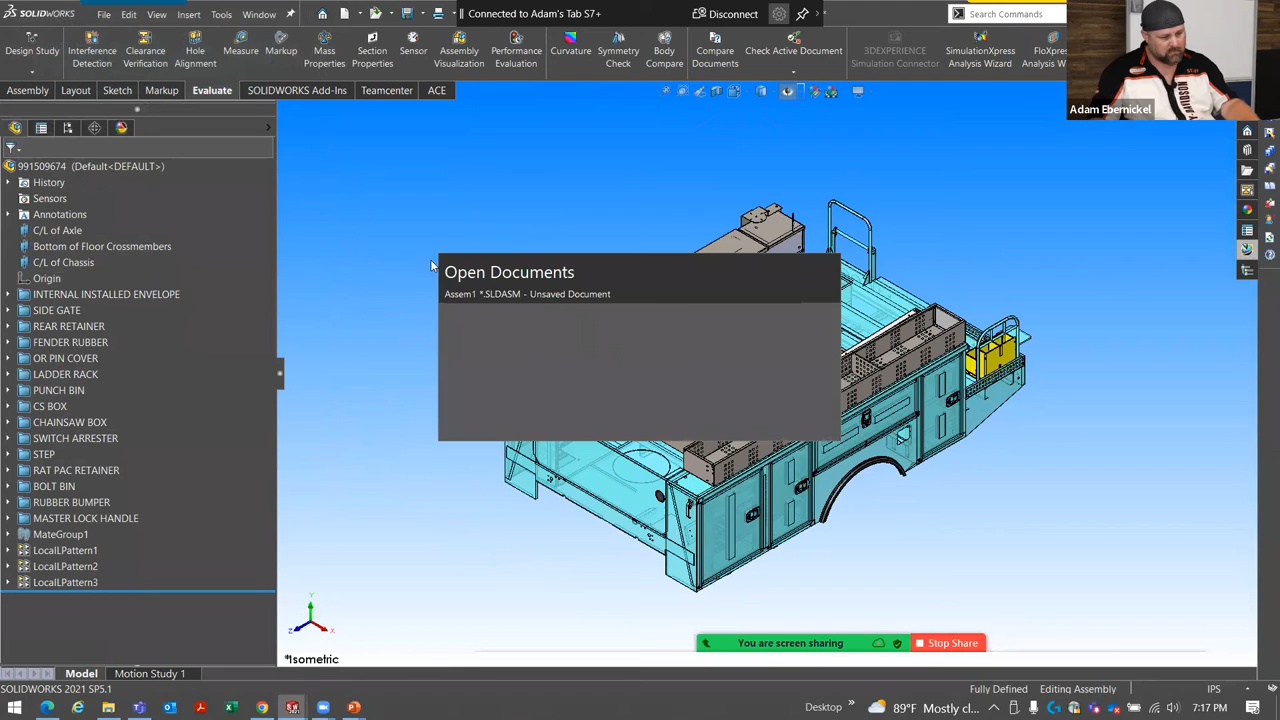 SOLIDWORKS
File
Edit
View
Insert
Tools
Window
Connected to Adam's Tab S7+
Disconnect
Search Commands
Design Study
Interference Detection
Clearance Verification
Hole Alignment
Measure
Markup
Mass Properties
Sensor
Assembly Visualization
Performance Evaluation
Curvature
Symmetry Check
Body Compare
Compare Documents
Check Active Document
3DEXPERIENCE Simulation Connector
SimulationXpress Analysis Wizard
Adam Ebernickel
Assembly
Layout
Sketch
Markup
Evaluate
SOLIDWORKS Add-Ins
Teamcenter
ACE
991509674 (Default<DEFAULT>)
History
Sensors
Annotations
C/L of Axle
Bottom of Floor Crossmembers
C/L of Chassis
Origin
INTERNAL INSTALLED ENVELOPE
SIDE GATE
REAR RETAINER
FENDER RUBBER
OR PIN COVER
LADDER RACK
PUNCH BIN
CS BOX
CHAINSAW BOX
SWITCH ARRESTER
STEP
RAT PAC RETAINER
BOLT BIN
RUBBER BUMPER
MASTER LOCK HANDLE
MateGroup1
LocalLPattern1
LocalLPattern2
LocalLPattern3
Open Documents
Assem1 *.SLDASM - Unsaved Document
Y
Z
X
*Isometric
You are screen sharing
Stop Share
Model
Motion Study 1
SOLIDWORKS 2021 SP5.1
Fully Defined
Editing Assembly
IPS
Desktop
89°F Mostly cl...
7:17 PM